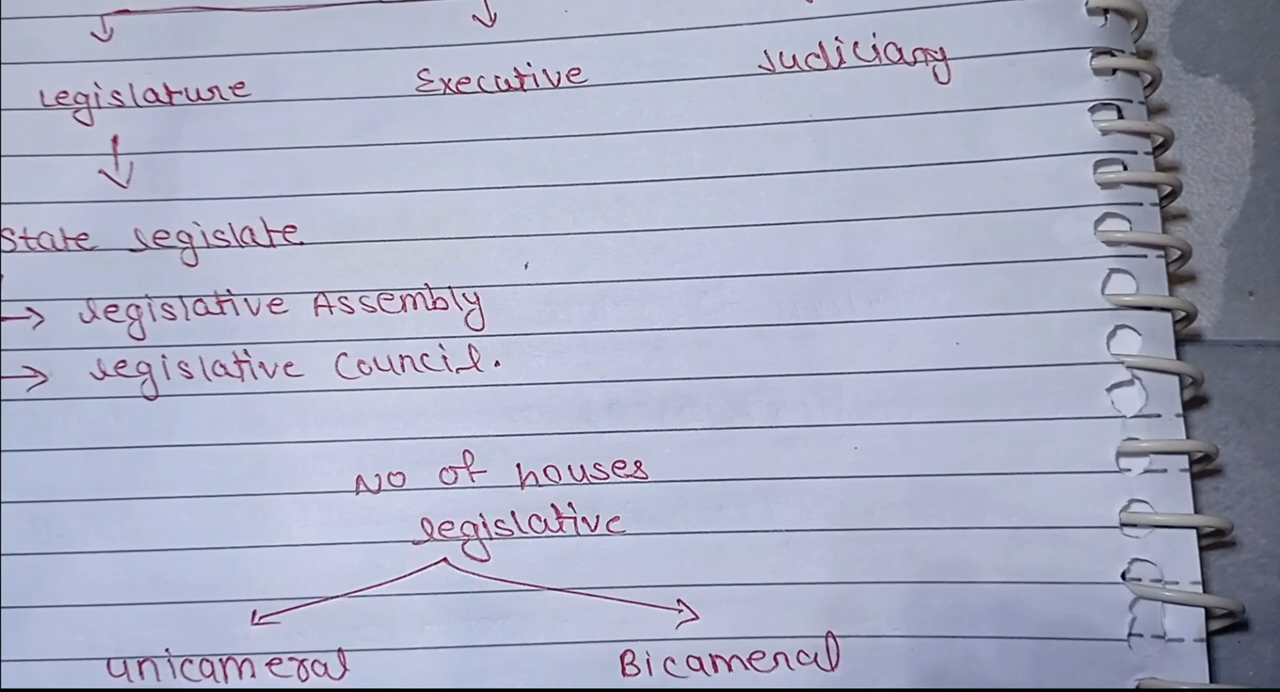 Legislature Executive Judiciary
State Legislate
→ Legislative Assembly
→ Legislative Council.
No of houses
Legislative
Unicameral Bicameral